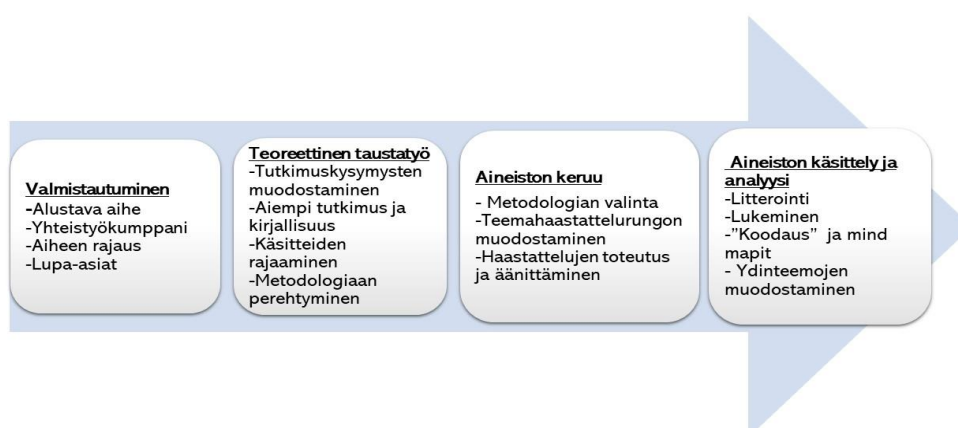 Valmistautuminen
-Alustava aihe
-Yhteistyökumppani
-Aiheen rajaus
-Lupa-asiat
Teoreettinen taustatyö
-Tutkimuskysymysten
muodostaminen
-Aiempi tutkimus ja
kirjallisuus
-Käsitteiden
rajaaminen
-Metodologiaan
perehtyminen
Aineiston keruu
- Metodologian valinta
-Teemahaastattelurungon
muodostaminen
-Haastattelujen toteutus
ja äänittäminen
Aineiston käsittely ja
analyysi
-Litterointi
-Lukeminen
-"Koodaus" ja mind
mapit
- Ydinteemojen
muodostaminen